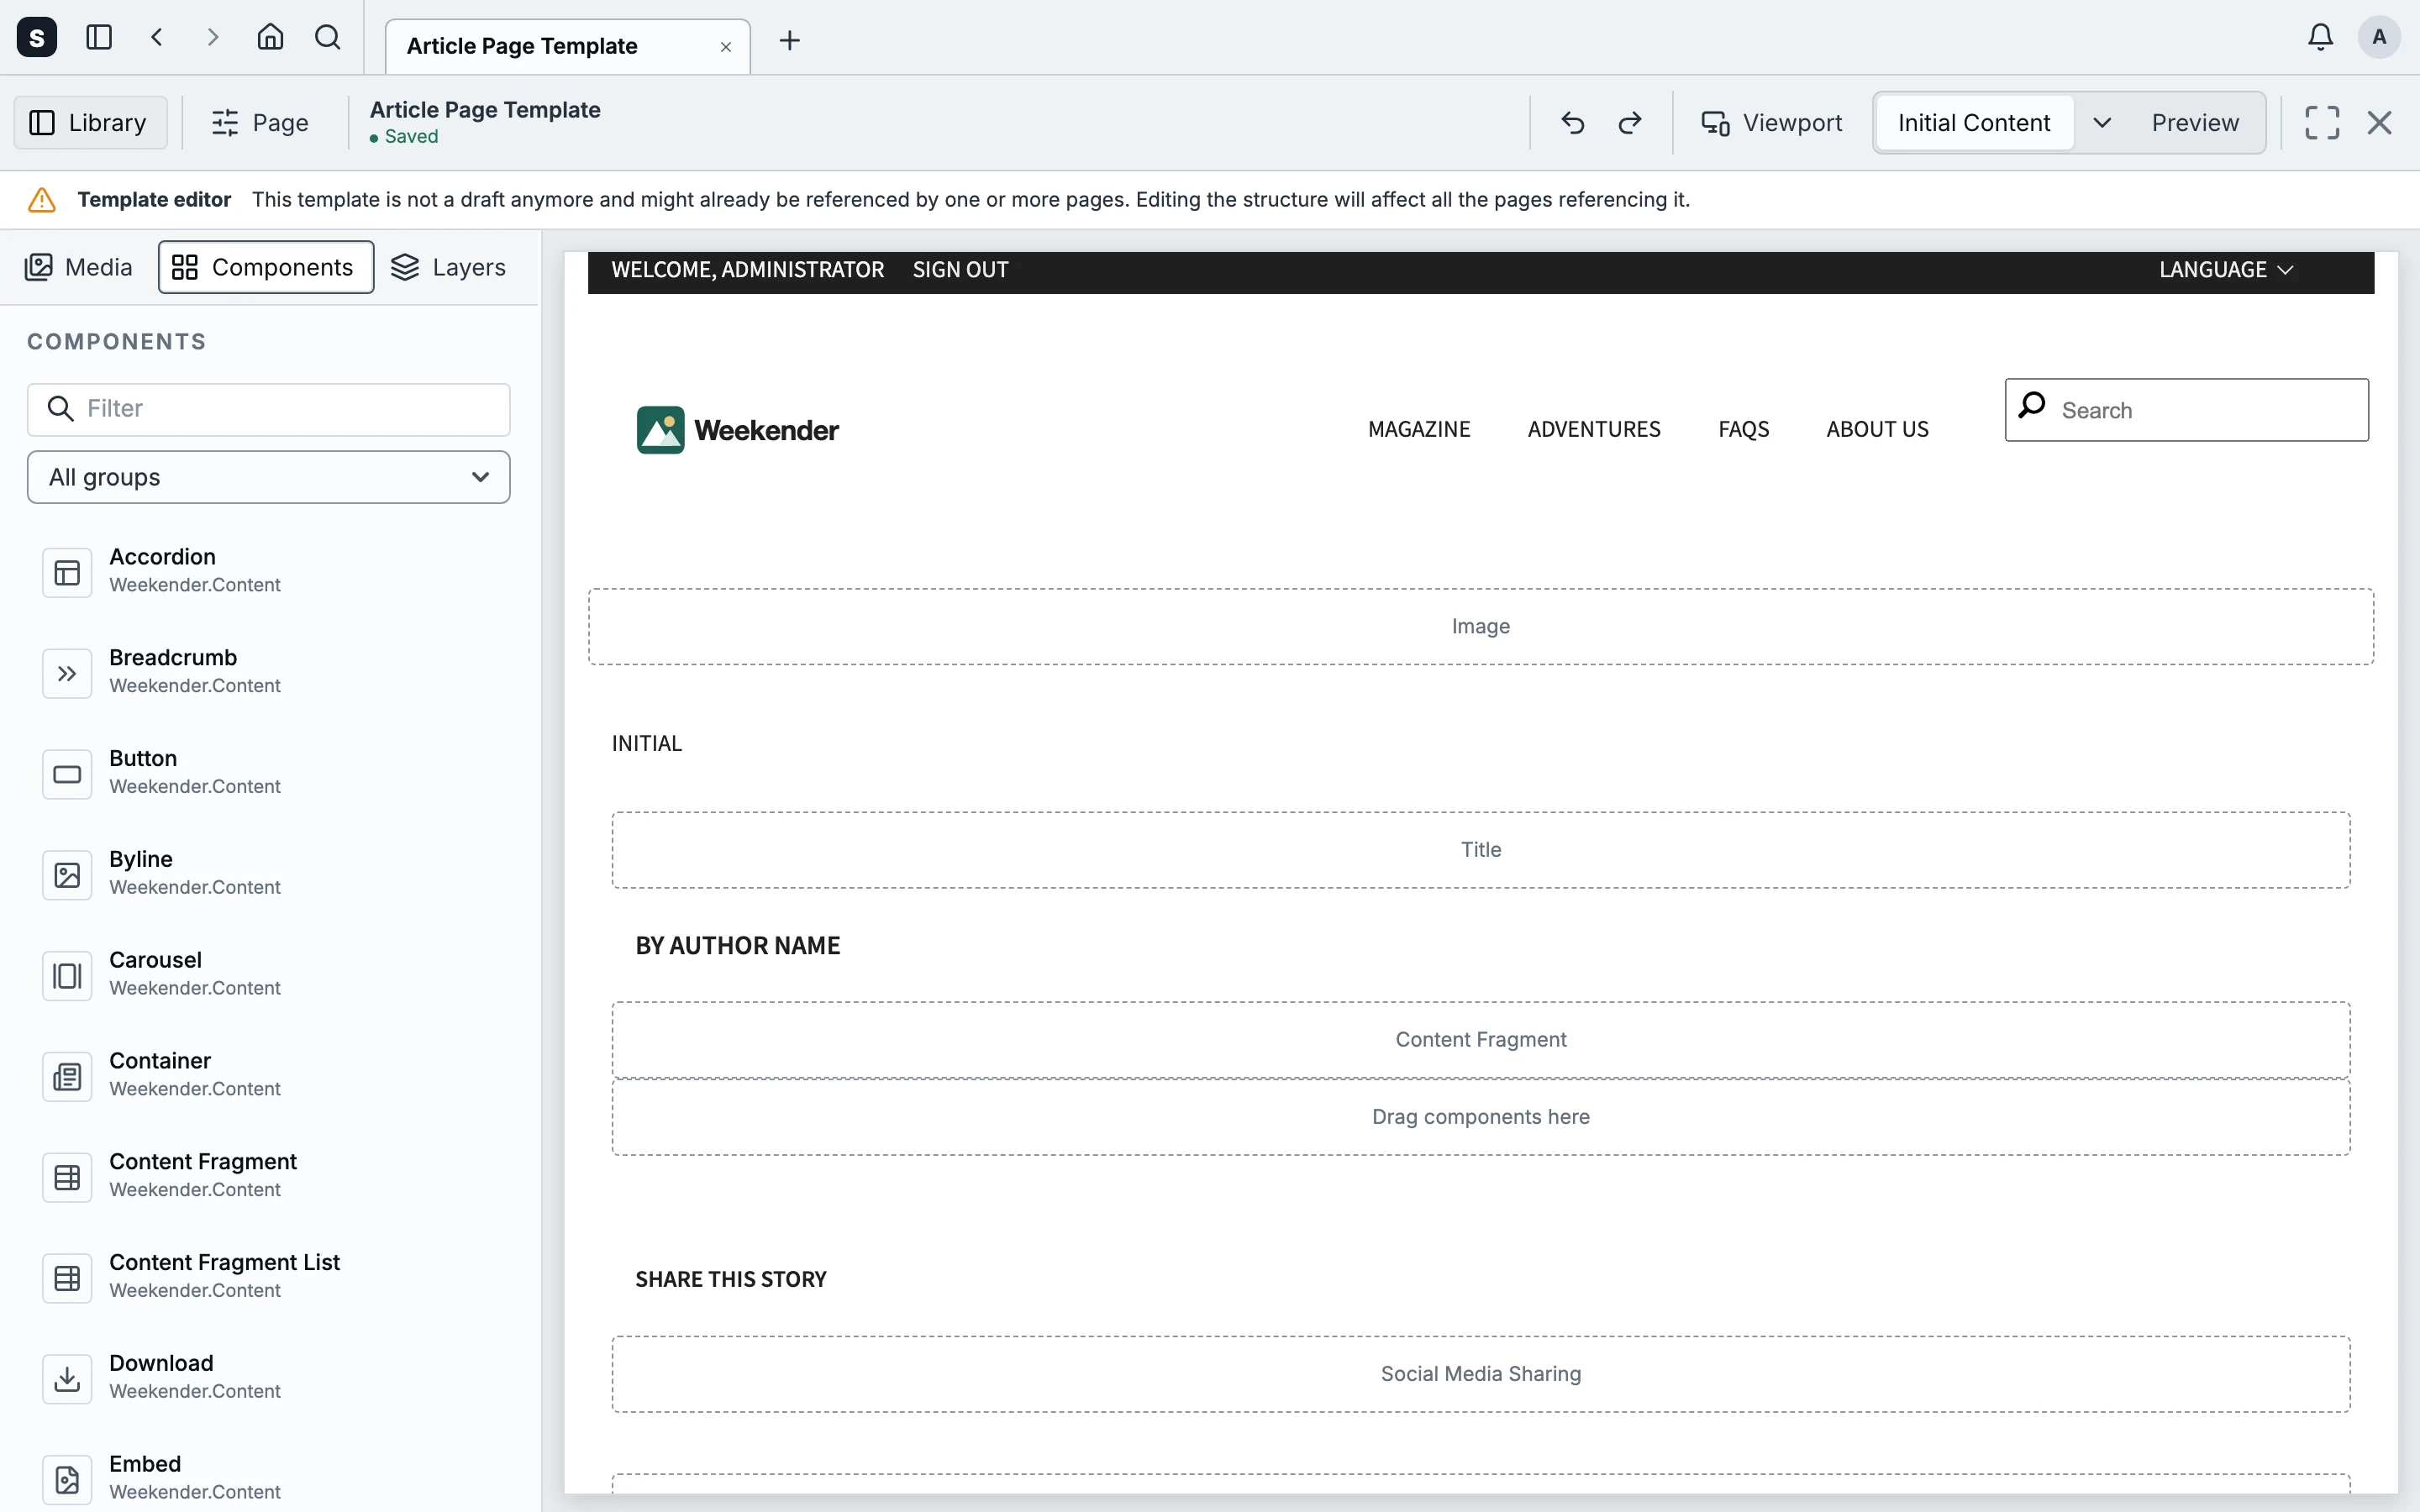 S
Article Page Template
A
Library
Page
Article Page Template
Saved
Viewport
Initial Content
Preview
Template editor This template is not a draft anymore and might already be referenced by one or more pages. Editing the structure will affect all the pages referencing it.
Media
Components
Layers
COMPONENTS
Filter
All groups
Accordion
Weekender.Content
Breadcrumb
Weekender.Content
Button
Weekender.Content
Byline
Weekender.Content
Carousel
Weekender.Content
Container
Weekender.Content
Content Fragment
Weekender.Content
Content Fragment List
Weekender.Content
Download
Weekender.Content
Embed
Weekender.Content
WELCOME, ADMINISTRATOR
SIGN OUT
LANGUAGE
Weekender
MAGAZINE
ADVENTURES
FAQS
ABOUT US
Search
Image
INITIAL
Title
BY AUTHOR NAME
Content Fragment
Drag components here
SHARE THIS STORY
Social Media Sharing